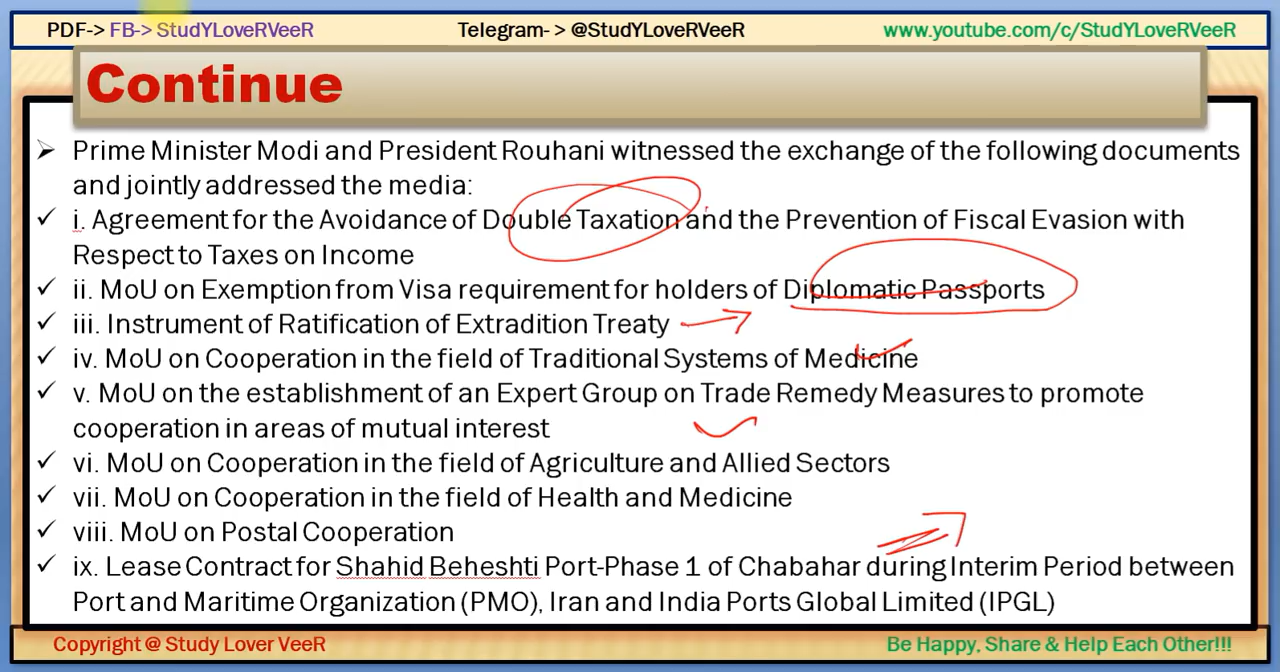 PDF-> FB-> StudYLoveRVeeR Telegram- > @StudYLoveRVeeR www.youtube.com/c/StudYLoveRVeeR
Continue
➢ Prime Minister Modi and President Rouhani witnessed the exchange of the following documents
and jointly addressed the media:
✓ i. Agreement for the Avoidance of Double Taxation and the Prevention of Fiscal Evasion with
Respect to Taxes on Income
✓ ii. MoU on Exemption from Visa requirement for holders of Diplomatic Passports
✓ iii. Instrument of Ratification of Extradition Treaty
✓ iv. MoU on Cooperation in the field of Traditional Systems of Medicine
✓ v. MoU on the establishment of an Expert Group on Trade Remedy Measures to promote
cooperation in areas of mutual interest
✓ vi. MoU on Cooperation in the field of Agriculture and Allied Sectors
✓ vii. MoU on Cooperation in the field of Health and Medicine
✓ viii. MoU on Postal Cooperation
✓ ix. Lease Contract for Shahid Beheshti Port-Phase 1 of Chabahar during Interim Period between
Port and Maritime Organization (PMO), Iran and India Ports Global Limited (IPGL)
Copyright @ Study Lover VeeR Be Happy, Share & Help Each Other!!!